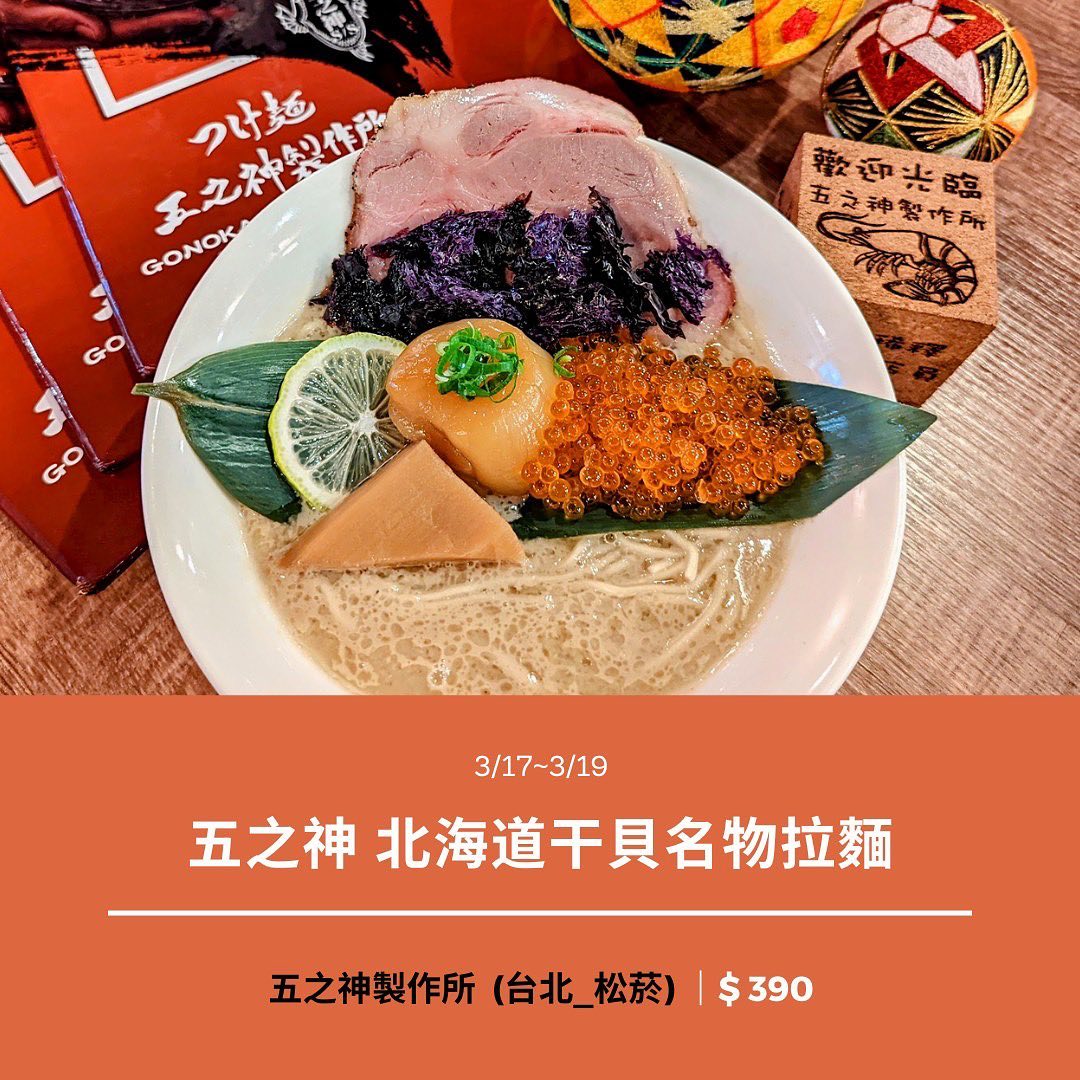 つけ麺
五之神製作所
GONOKA
GO
GO
歡迎光臨
五之神製作所
3/17~3/19
五之神 北海道干貝名物拉麵
五之神製作所 (台北_松菸)｜$ 390